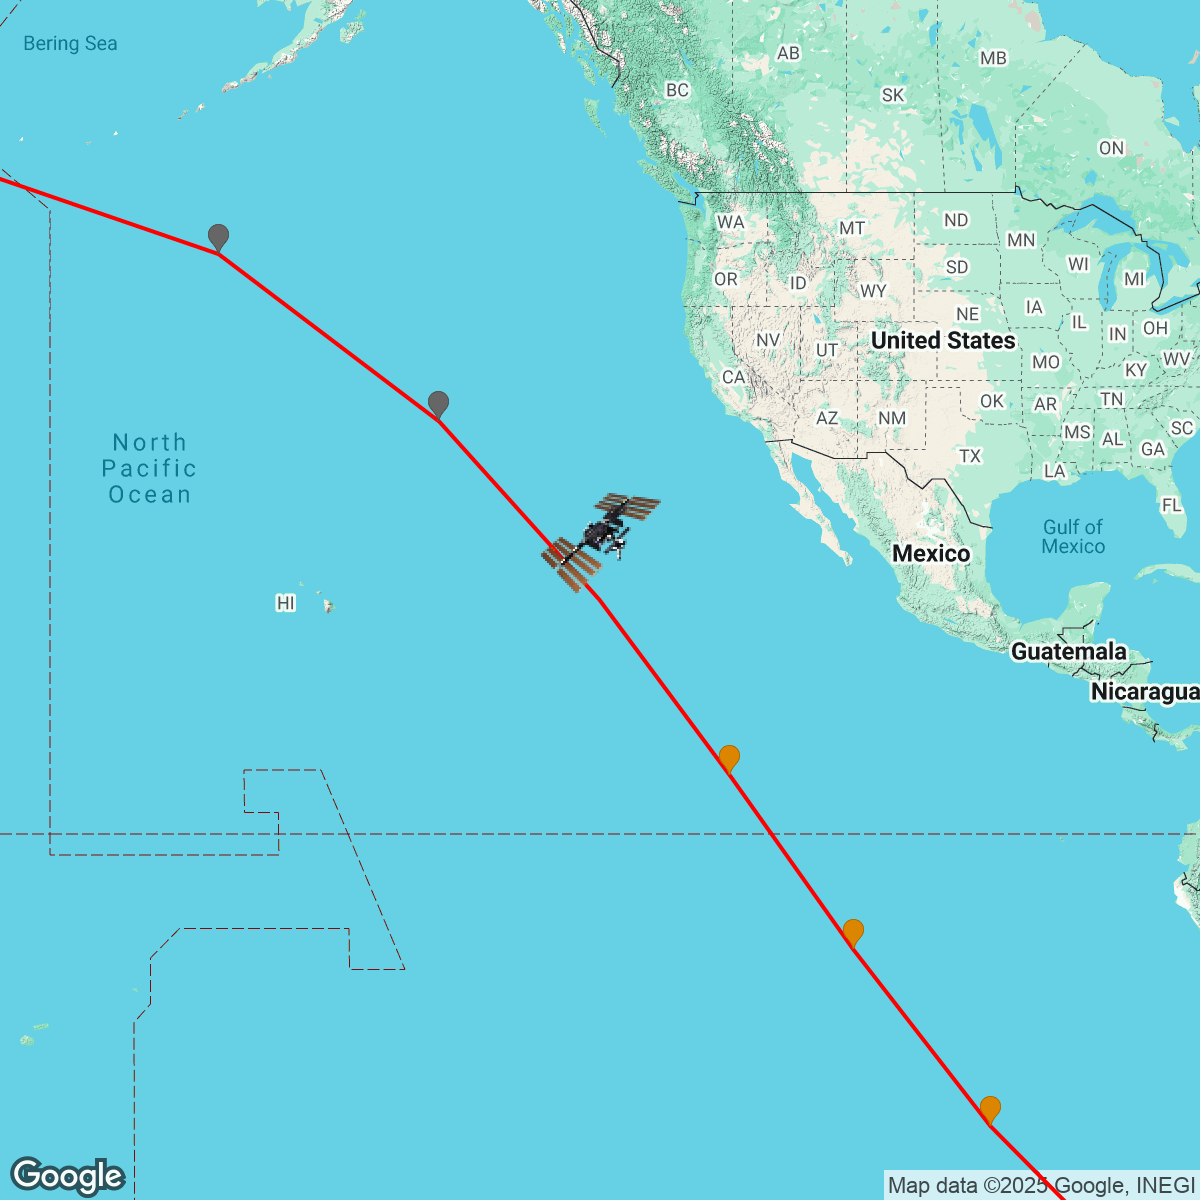 Bering Sea
AB
MB
BC
SK
ON
WA
MT
ND
MN
OR
ID
SD
WI
MI
WY
NE
IA
IL
IN
OH
NV
UT
United States
MO
KY
WV
CA
AZ
NM
OK
AR
TN
SC
North
Pacific
Ocean
MS
AL
GA
TX
LA
FL
Gulf of
Mexico
Mexico
HI
Guatemala
Nicaragua
Google
Map data ©2025 Google, INEGI